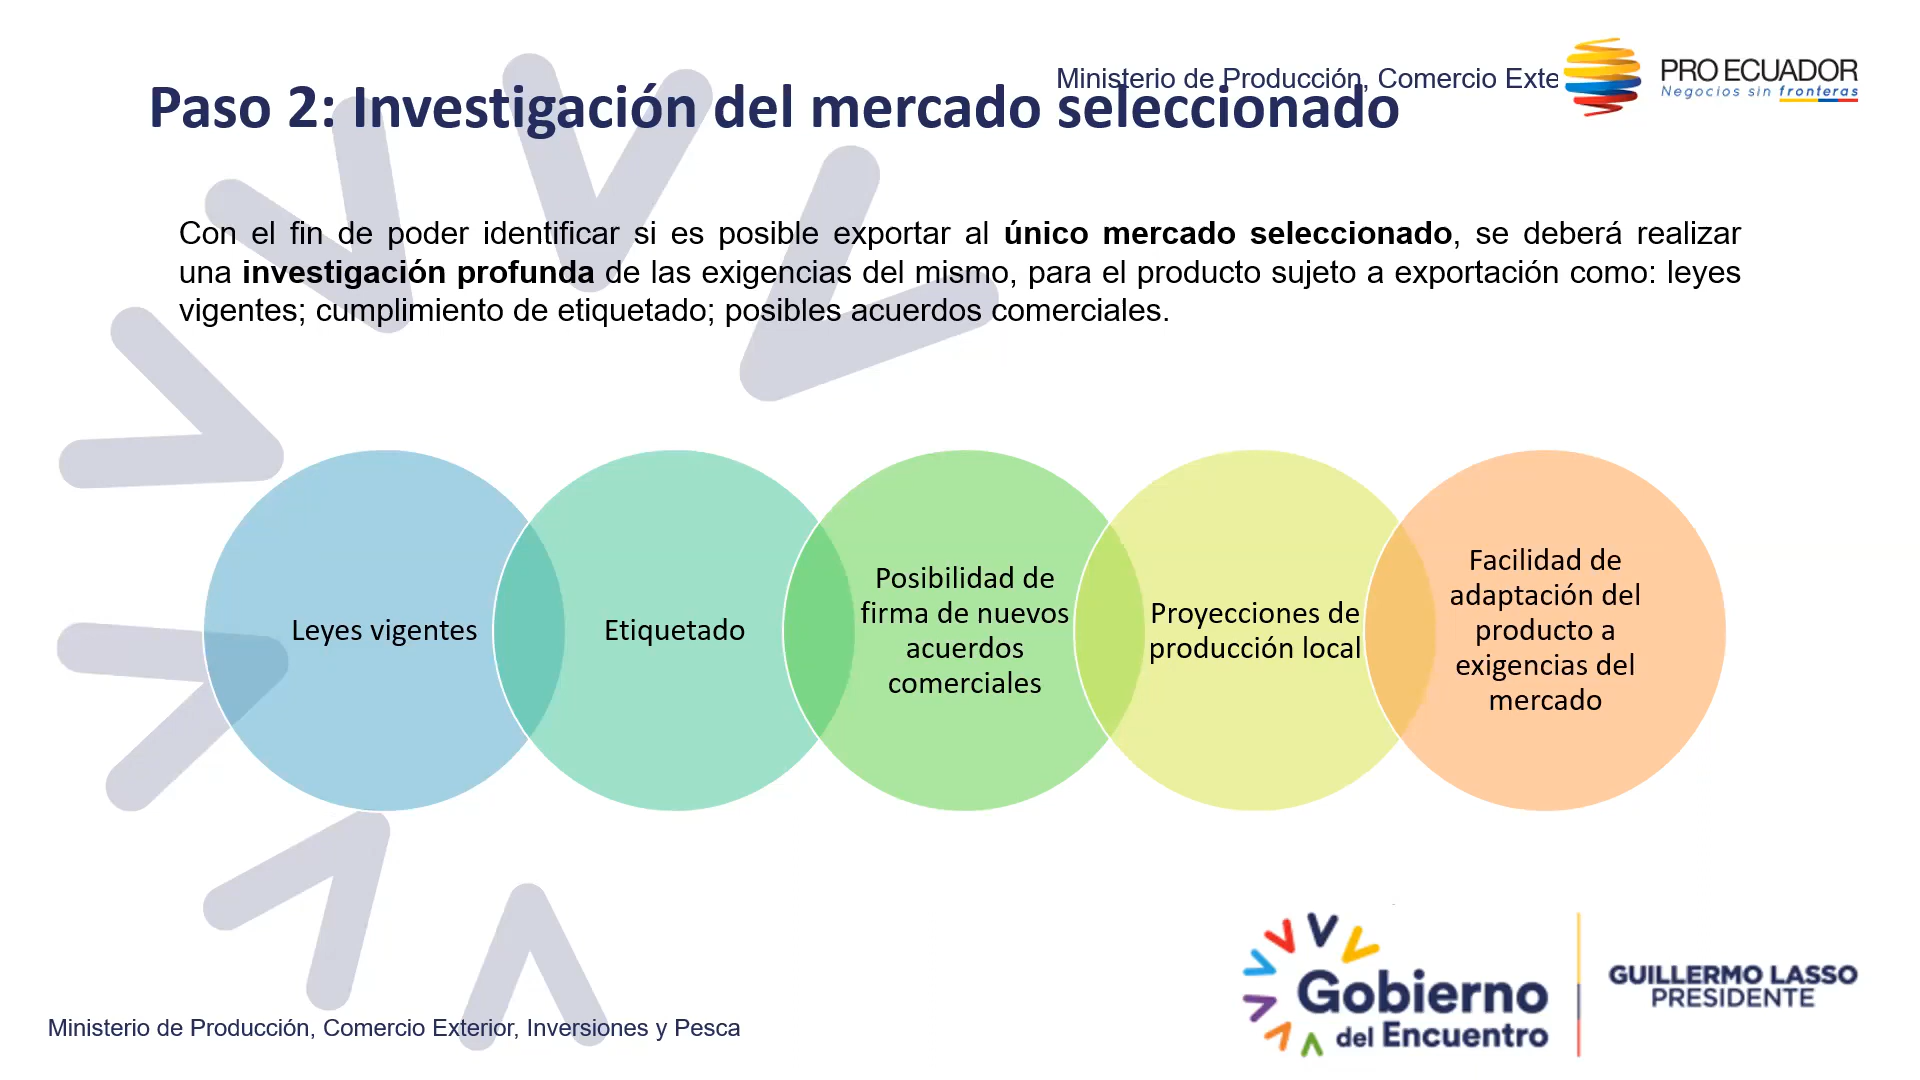 Ministerio de Producción, Comercio Exte
PRO ECUADOR
Negocios sin fronteras
Paso 2: Investigación del mercado seleccionado
Con el fin de poder identificar si es posible exportar al único mercado seleccionado, se deberá realizar
una investigación profunda de las exigencias del mismo, para el producto sujeto a exportación como: leyes
vigentes; cumplimiento de etiquetado; posibles acuerdos comerciales.
Leyes vigentes
Etiquetado
Posibilidad de
firma de nuevos
acuerdos
comerciales
Proyecciones de
producción local
Facilidad de
adaptación del
producto a
exigencias del
mercado
Gobierno
del Encuentro
GUILLERMO LASSO
PRESIDENTE
Ministerio de Producción, Comercio Exterior, Inversiones y Pesca